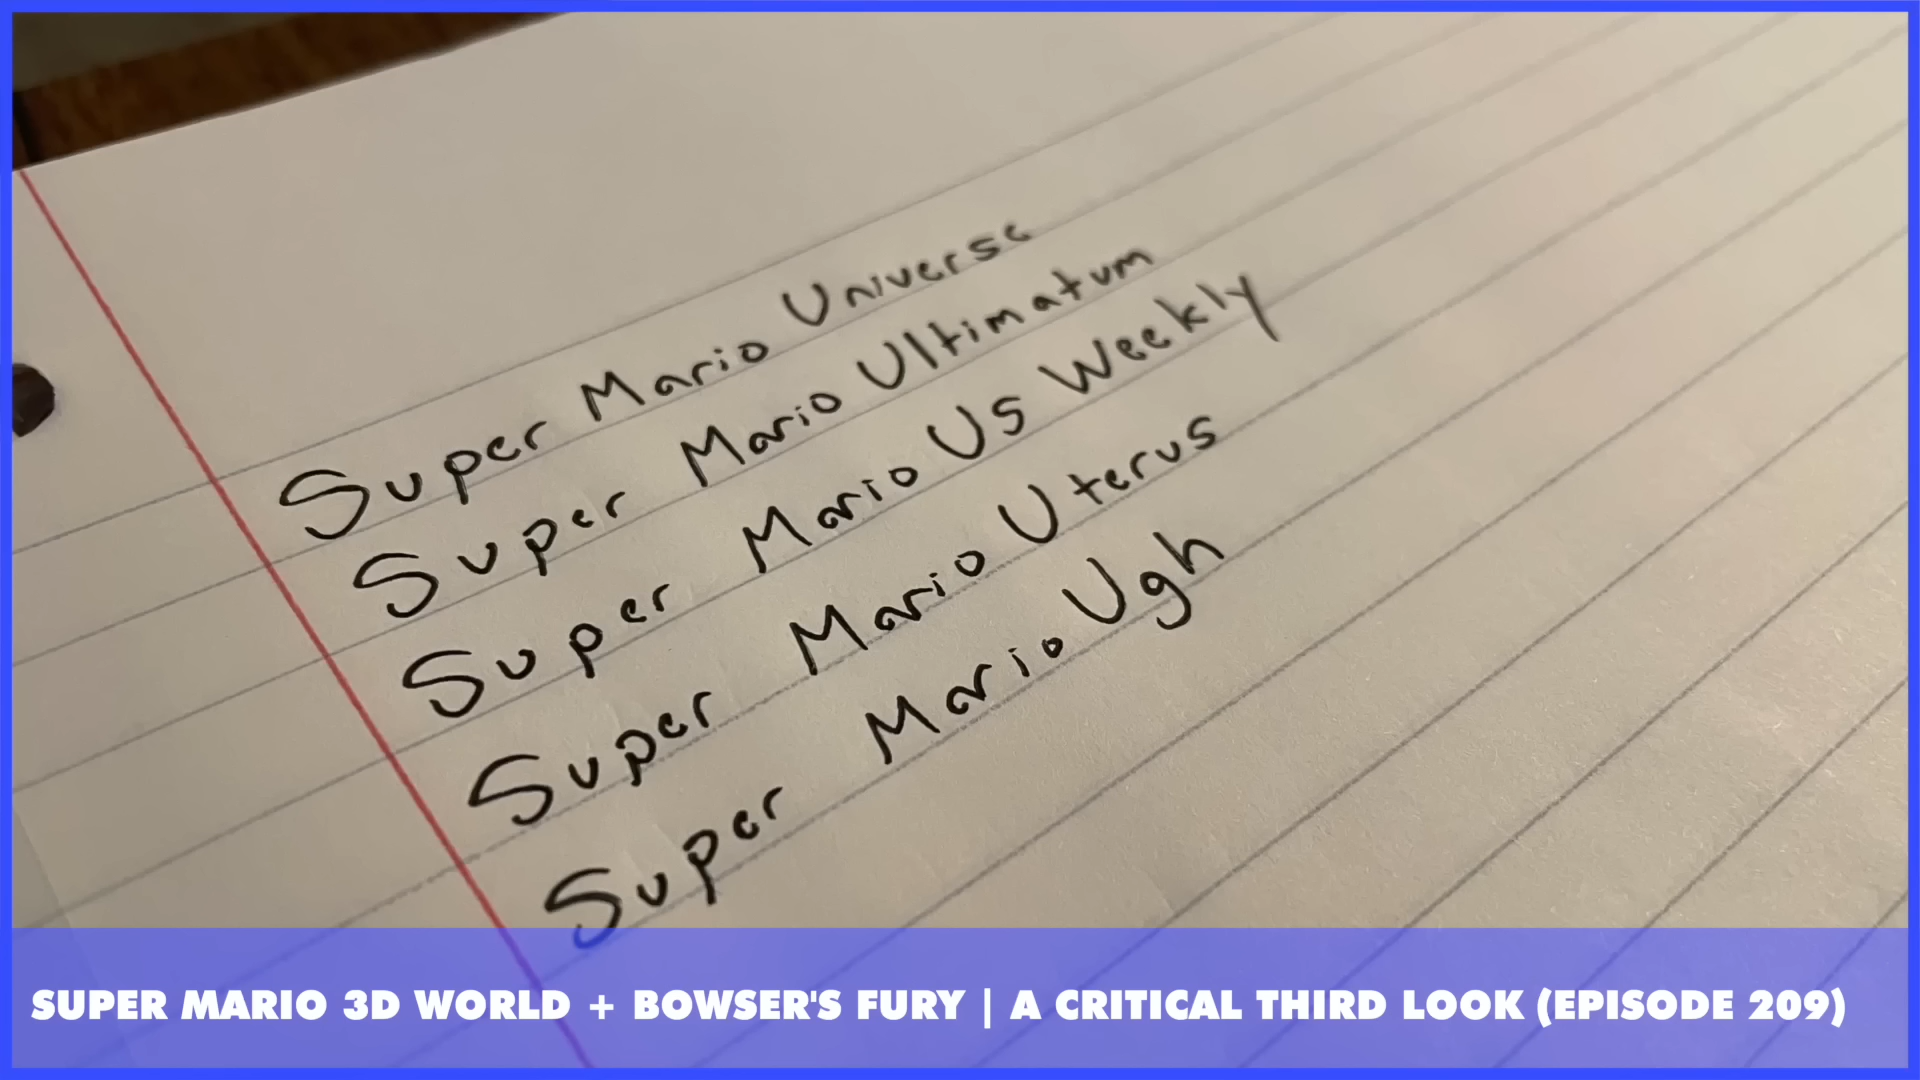 Super Mario Universe
Super Mario Ultimatum
Super Mario Us Weekly
Super Mario Uterus
Super Mario Ugh
SUPER MARIO 3D WORLD + BOWSER'S FURY | A CRITICAL THIRD LOOK (EPISODE 209)